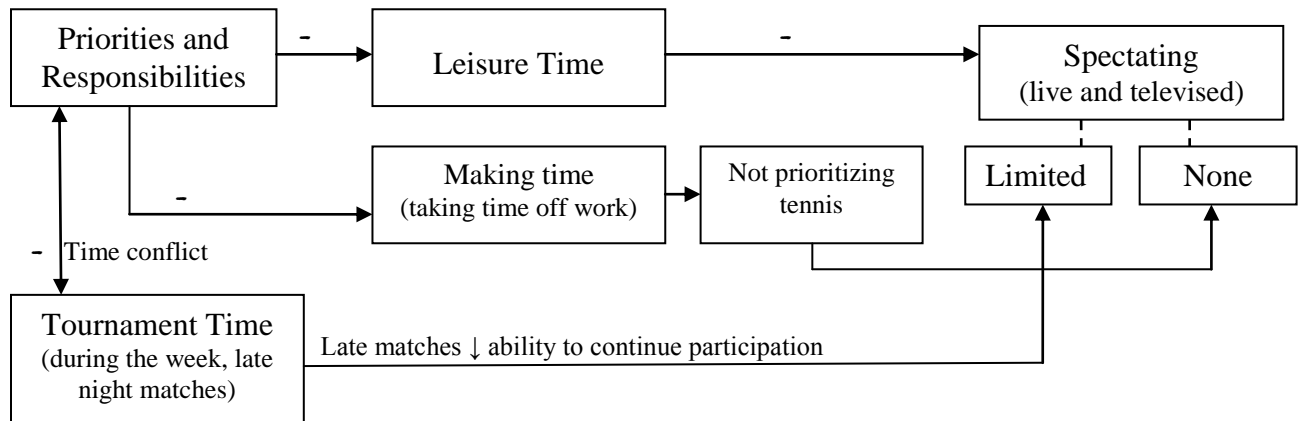 Priorities and
Responsibilities
-
Leisure Time
-
Spectating
(live and televised)
Limited
None
Making time
(taking time off work)
-
Not prioritizing
tennis
- Time conflict
Tournament Time
(during the week, late
night matches)
Late matches ↓ ability to continue participation